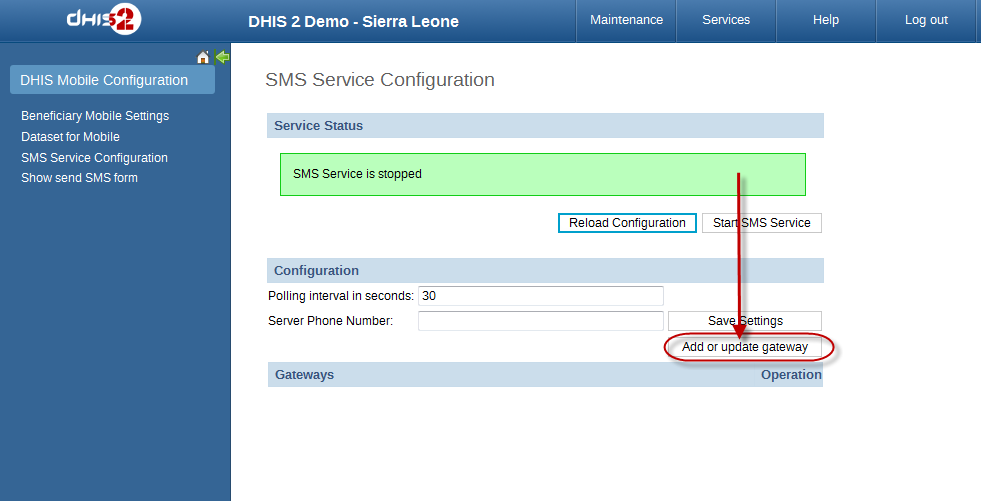 dhis2 DHIS 2 Demo - Sierra Leone Maintenance Services Help Log out
DHIS Mobile Configuration
Beneficiary Mobile Settings
Dataset for Mobile
SMS Service Configuration
Show send SMS form
SMS Service Configuration
Service Status
SMS Service is stopped
Reload Configuration Start SMS Service
Configuration
Polling interval in seconds: 30
Server Phone Number: Save Settings
Add or update gateway
Gateways Operation